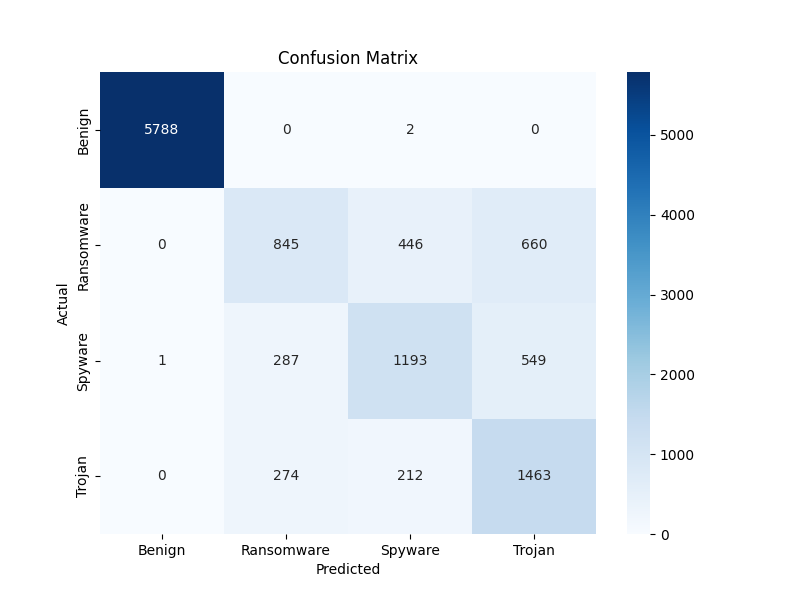 Confusion Matrix
Actual
Benign
5788 0 2 0
Ransomware
0 845 446 660
Spyware
1 287 1193 549
Trojan
0 274 212 1463
Benign Ransomware Spyware Trojan
Predicted
5000
4000
3000
2000
1000
0